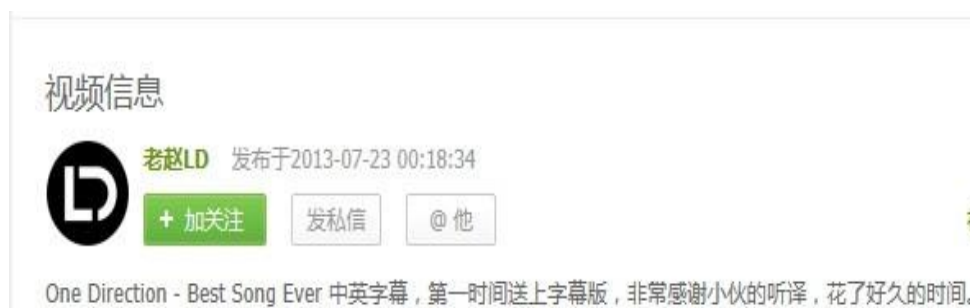 视频信息
LD
老赵LD 发布于2013-07-23 00:18:34
+ 加关注 发私信 @ 他
One Direction - Best Song Ever 中英字幕，第一时间送上字幕版，非常感谢小伙的听译，花了好久的时间